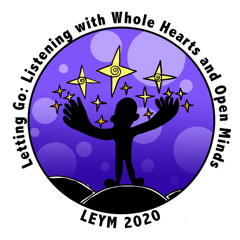 Letting Go: Listening with Whole Hearts and Open Minds
LEYM 2020